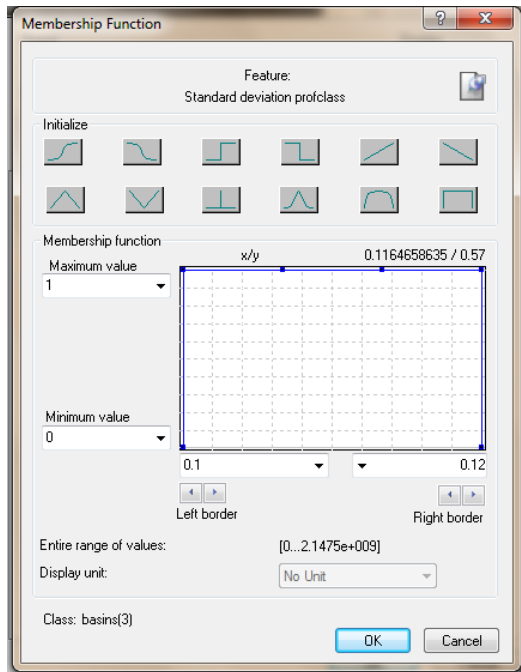 Membership Function
Feature:
Standard deviation profclass
Initialize
Membership function
Maximum value
x/y
0.1164658635 / 0.57
1
Minimum value
0
0.1
0.12
Left border
Right border
Entire range of values:
[0...2.1475e+009]
Display unit:
No Unit
Class: basins(3)
OK
Cancel